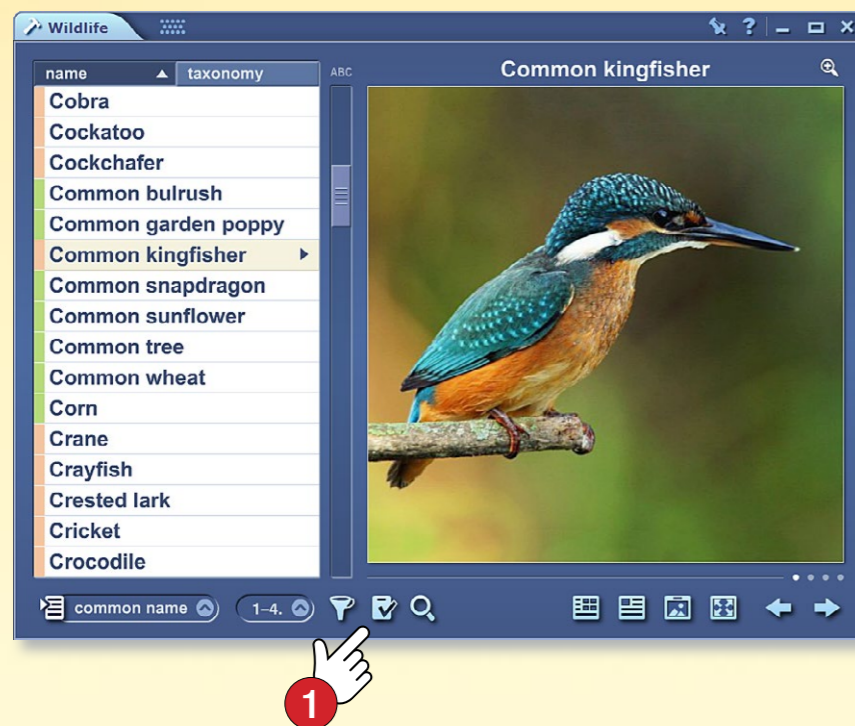 Wildlife
?
name
taxonomy
ABC
Common kingfisher
Cobra
Cockatoo
Cockchafer
Common bulrush
Common garden poppy
Common kingfisher
Common snapdragon
Common sunflower
Common tree
Common wheat
Corn
Crane
Crayfish
Crested lark
Cricket
Crocodile
common name
1–4.
1